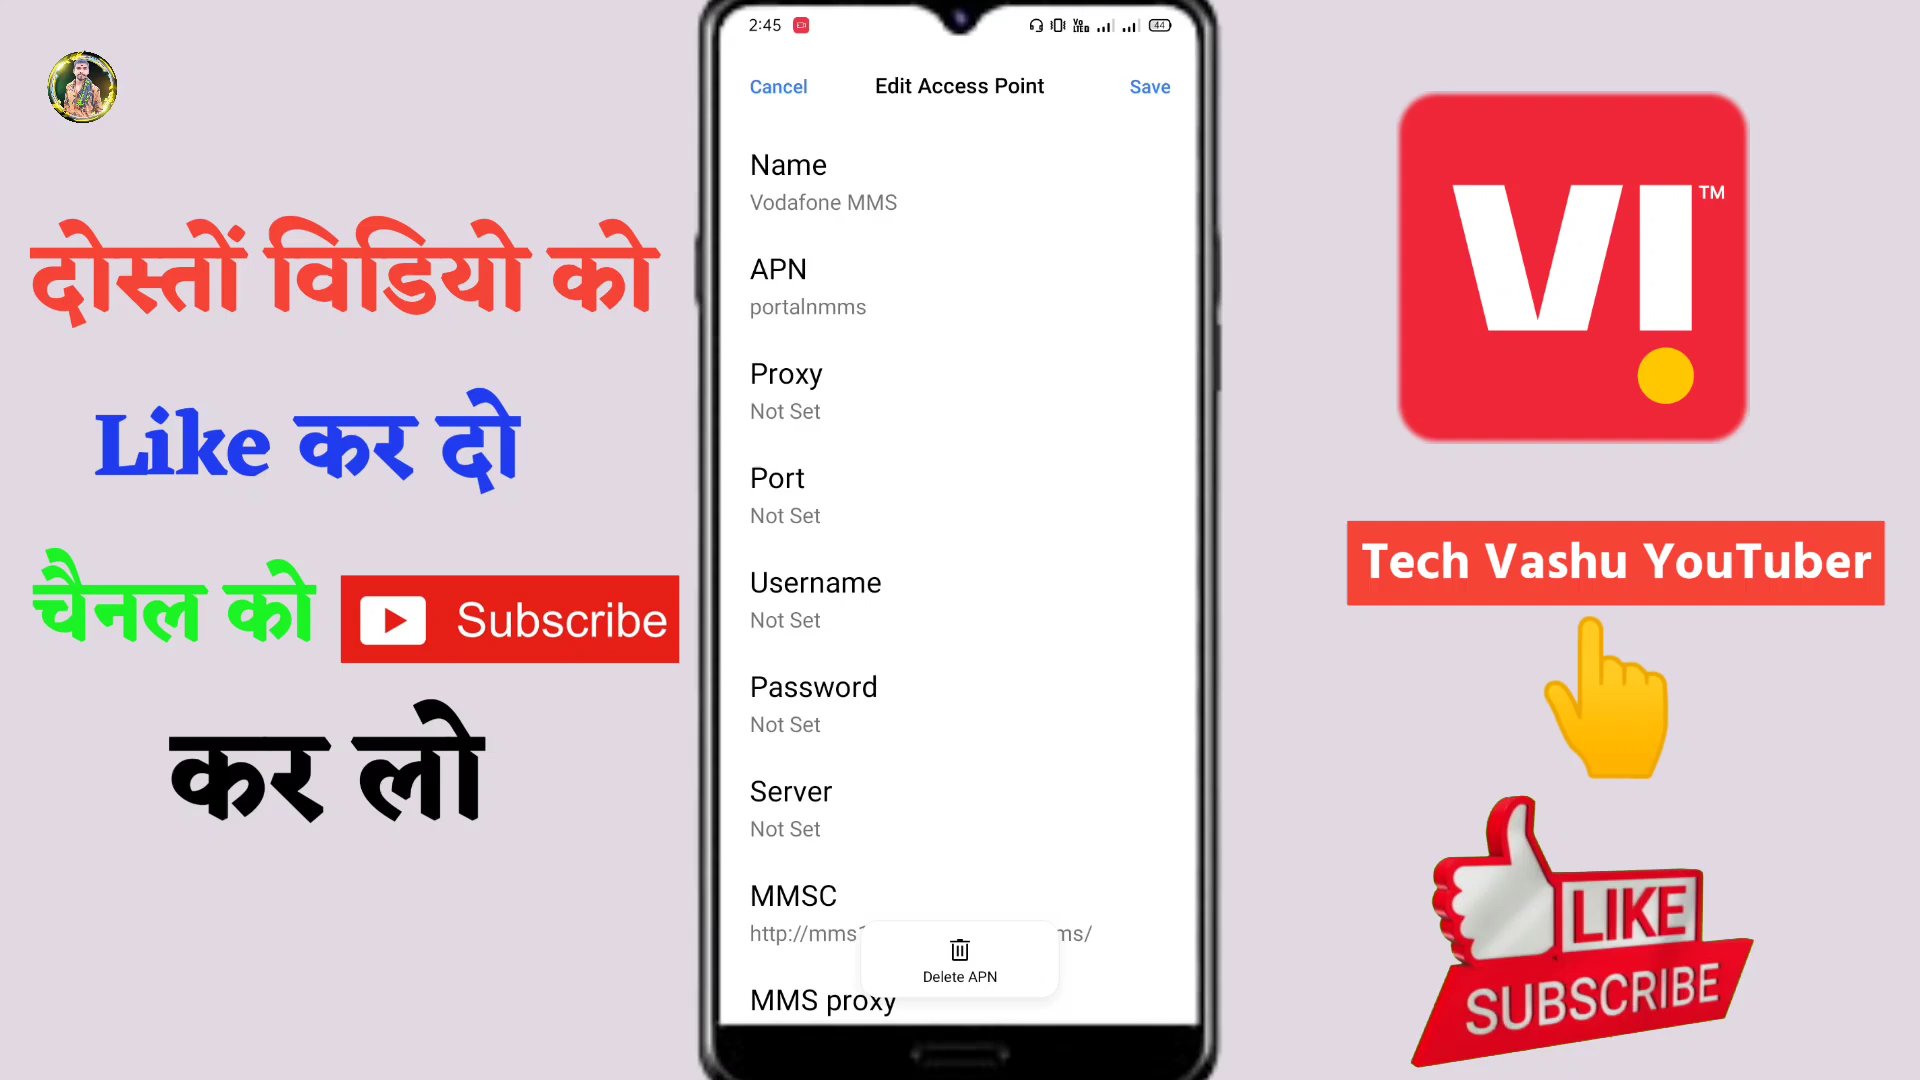 दोस्तों विडियो को
Like कर दो
चैनल को Subscribe
कर लो
2:45
44
Cancel
Edit Access Point
Save
Name
Vodafone MMS
APN
portalnmms
Proxy
Not Set
Port
Not Set
Username
Not Set
Password
Not Set
Server
Not Set
MMSC
http://mms ms/
Delete APN
MMS proxy
VI TM
Tech Vashu YouTuber
LIKE
SUBSCRIBE